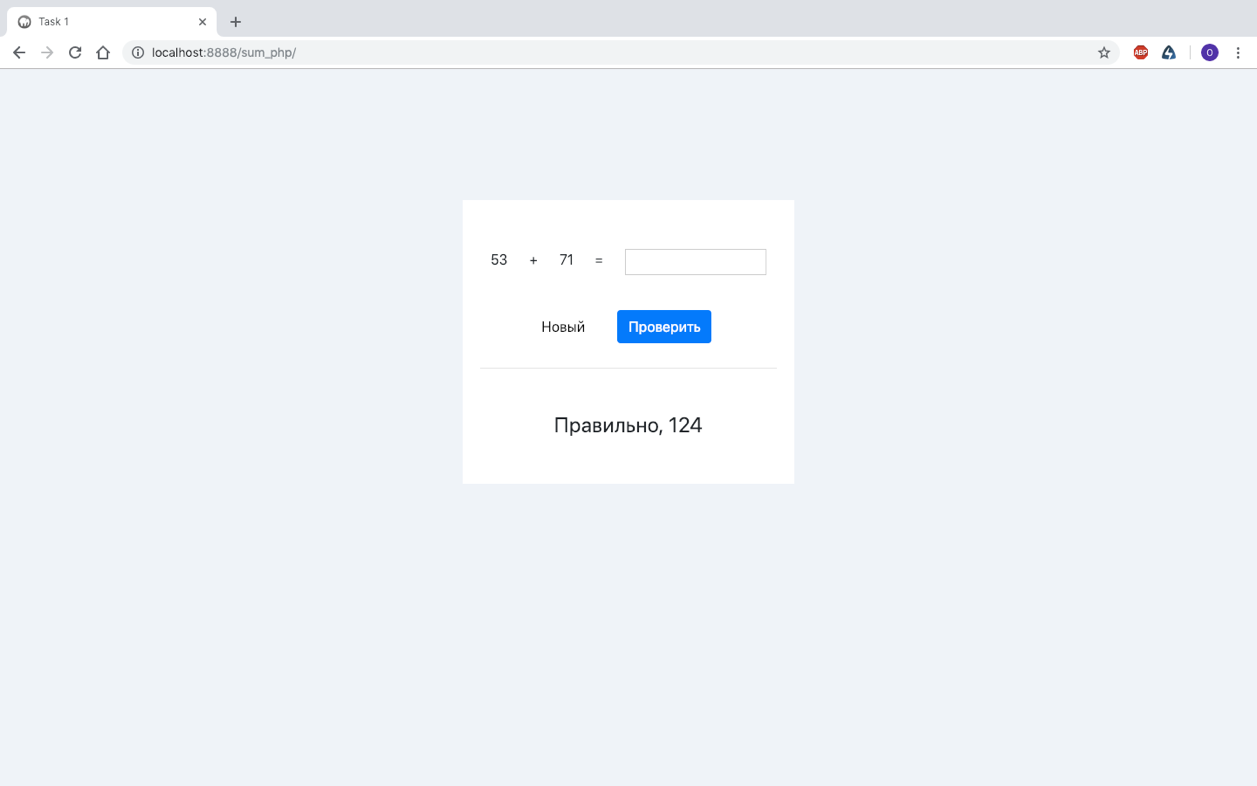 Task 1
localhost:8888/sum_php/
ABP
O
53 + 71 =
Новый Проверить
Правильно, 124